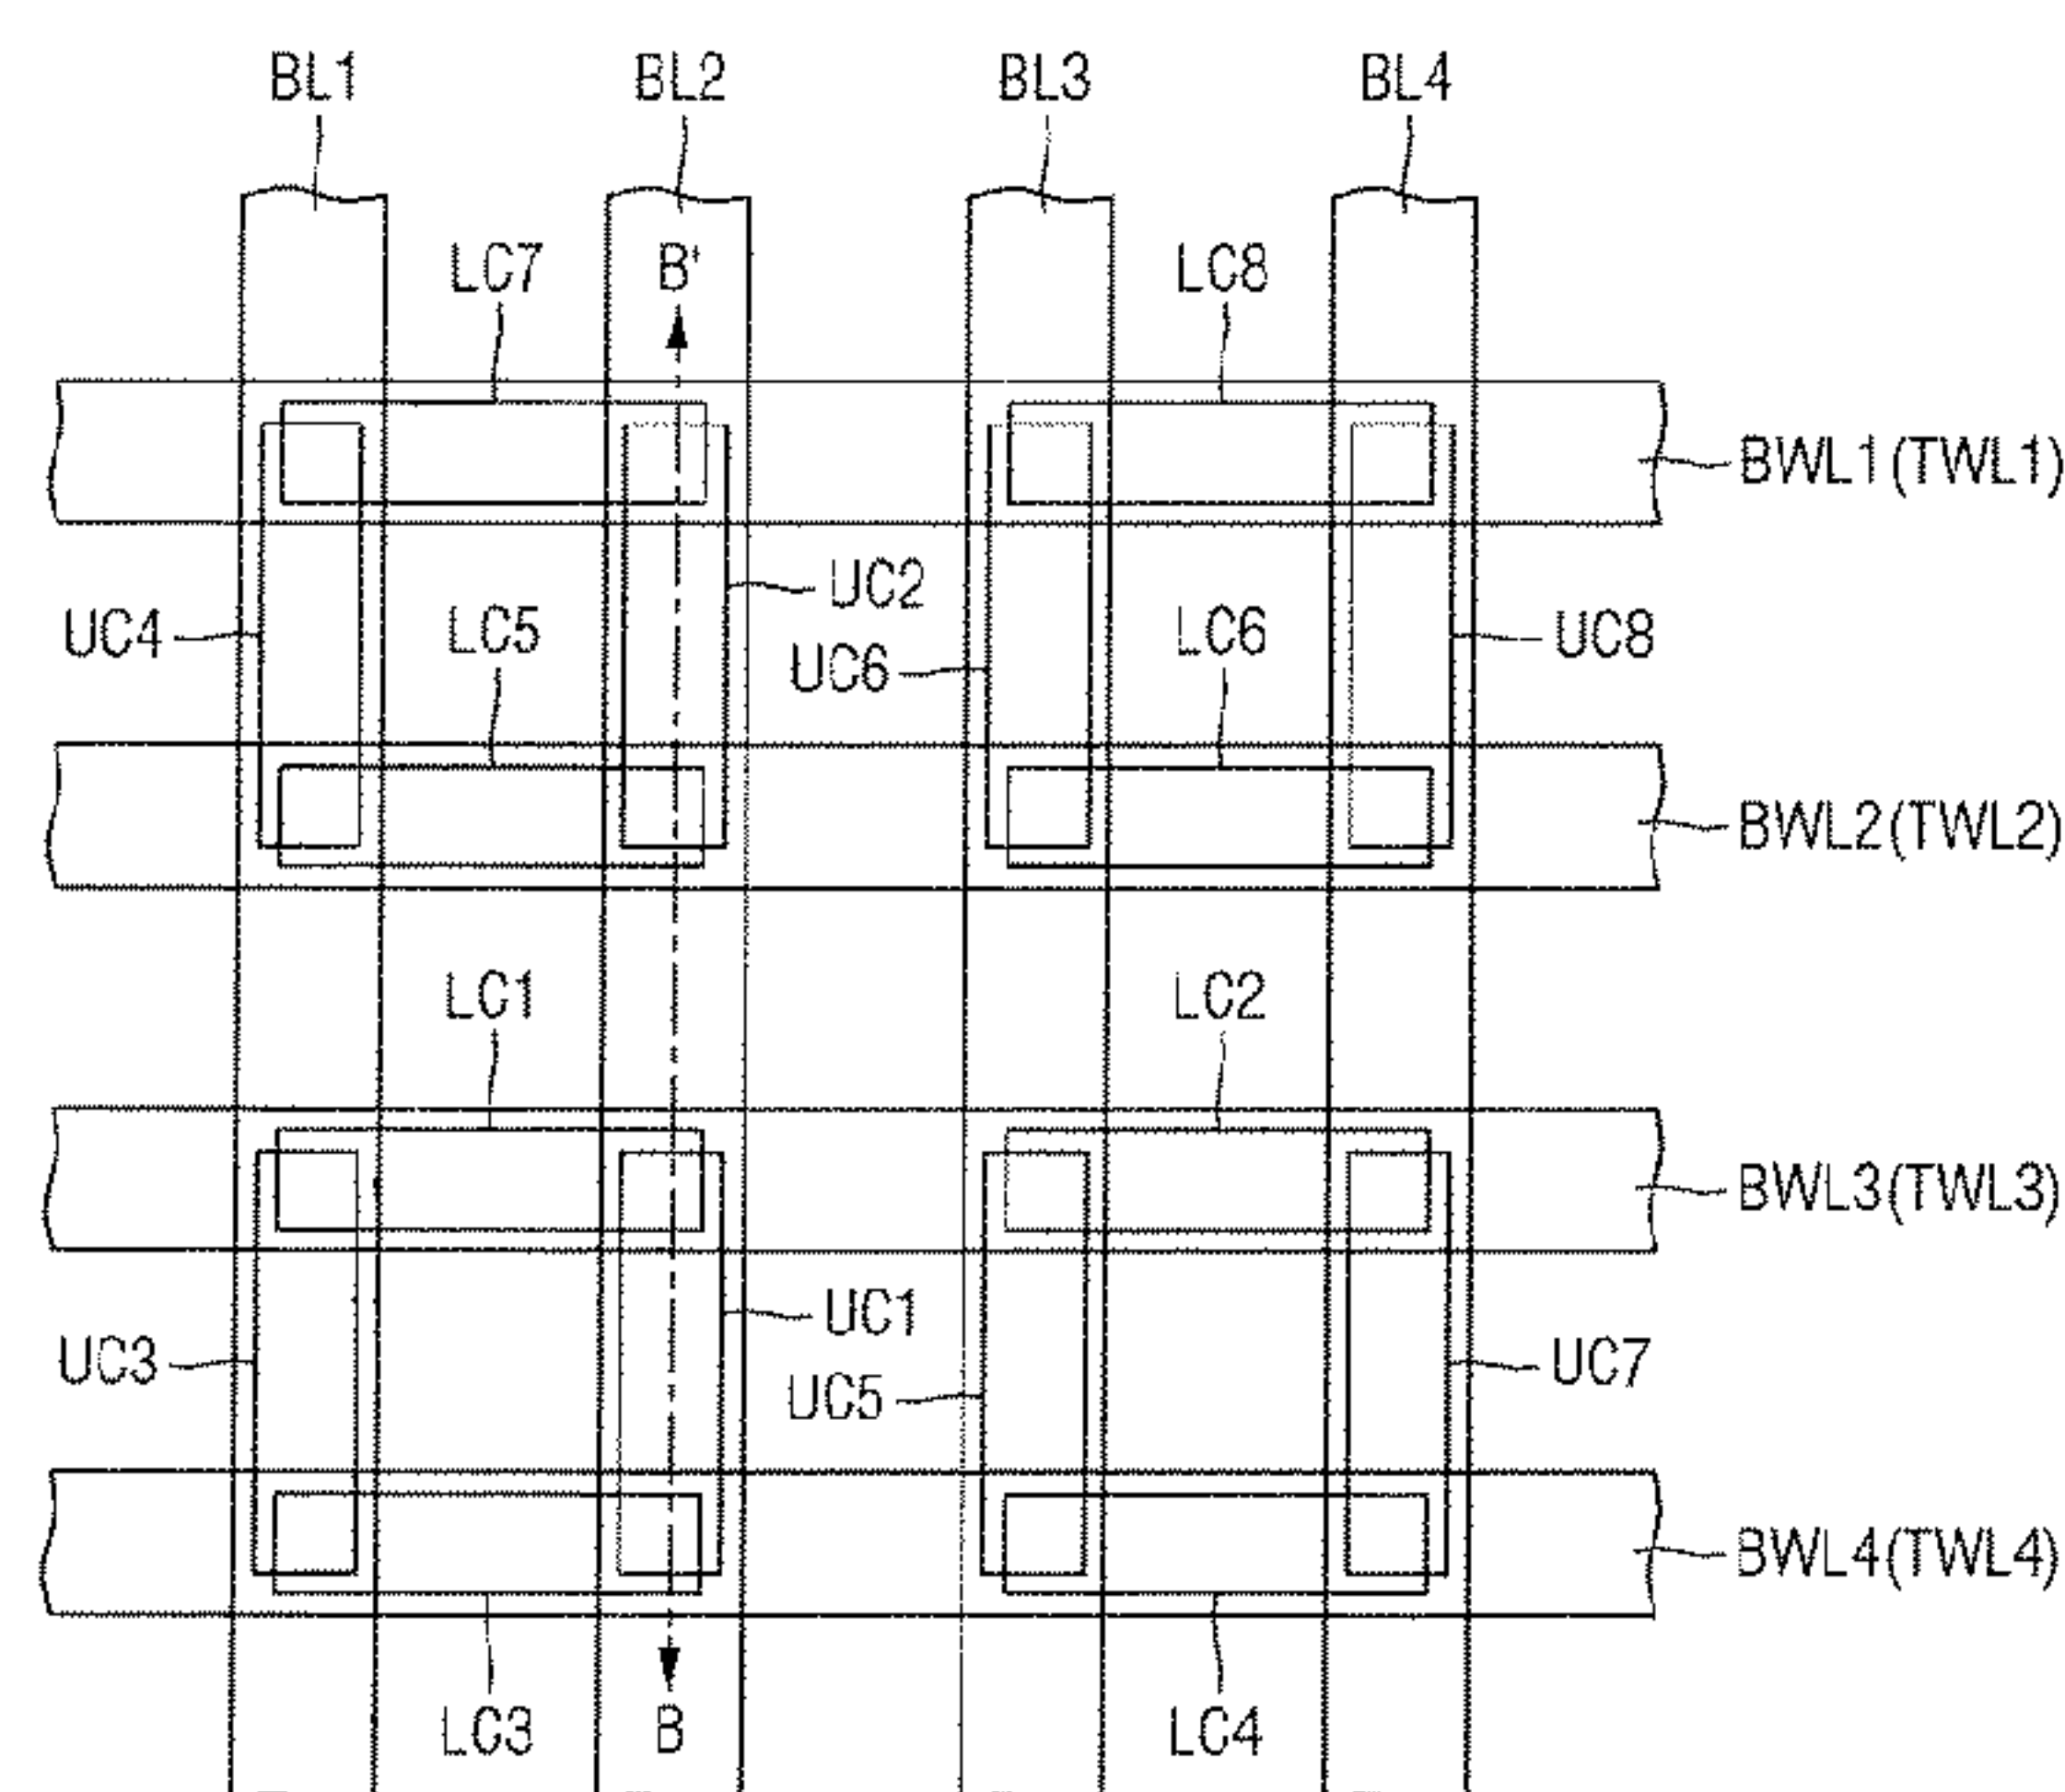 BL1 BL2 BL3 BL4
LC7 B' LC8
BWL1(TWL1)
UC2
UC4 LC5 UC6 LC6 UC8
BWL2(TWL2)
LC1 LC2
BWL3(TWL3)
UC1
UC3 UC5 UC7
BWL4(TWL4)
LC3 B LC4